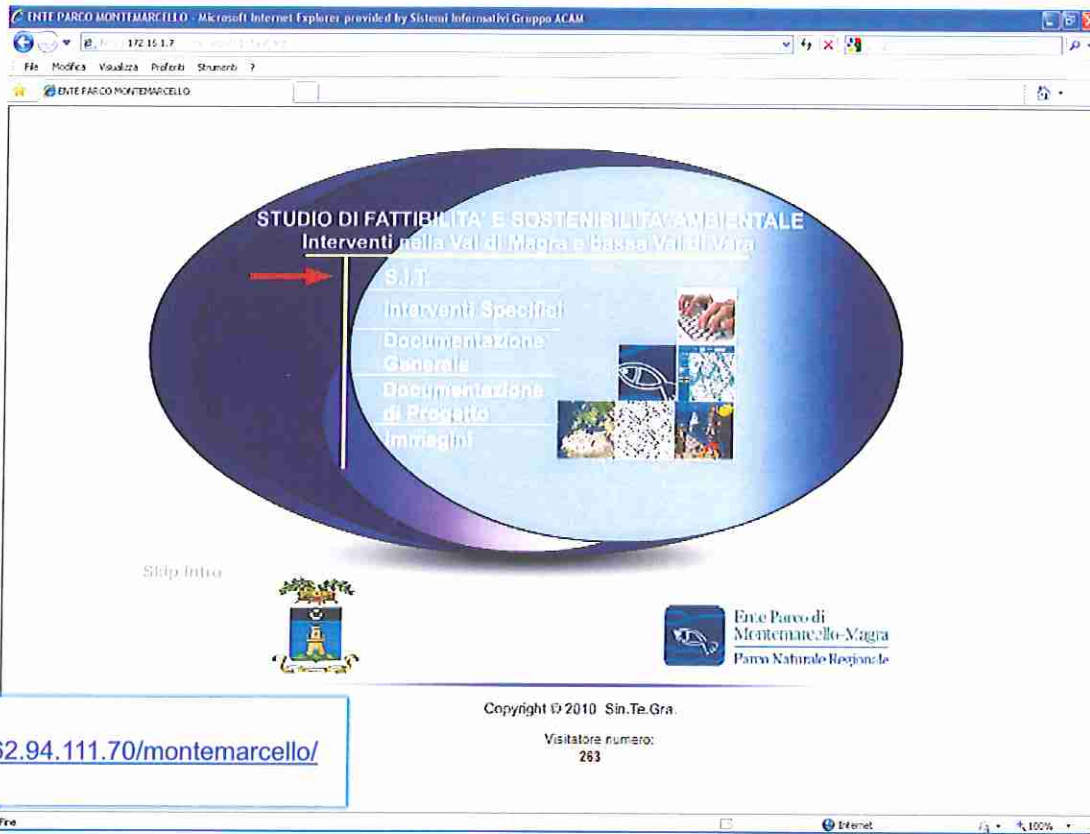 ENTE PARCO MONTEMARCELLO - Microsoft Internet Explorer provided by Sistemi Informativi Gruppo ACAM
172.16.1.7
File Modifica Visualizza Preferiti Strumenti ?
ENTE PARCO MONTEMARCELLO
STUDIO DI FATTIBILITA' E SOSTENIBILITA' AMBIENTALE
Interventi nella Val di Magra e bassa Val di Vara
S.I.T.
Interventi Specifici
Documentazione
Generale
Documentazione
di Progetto
Immagini
Skip Intro
Ente Parco di
Montemarcello-Magra
Parco Naturale Regionale
Copyright © 2010 Sin.Te.Gra.
Visitatore numero:
263
62.94.111.70/montemarcello/
Fine
Internet
100%